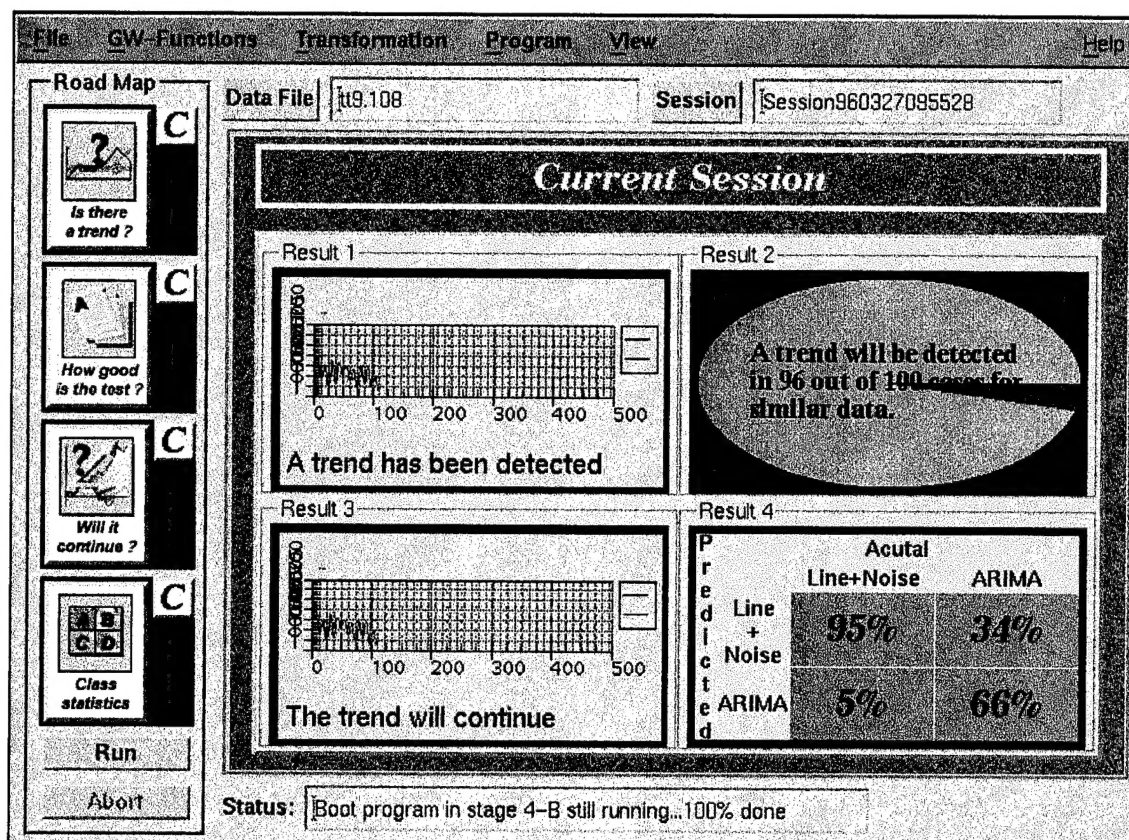 File GW-Functions Transformation Program View Help
Road Map
Data File tt9.108 Session Session960327095528
C
Is there
a trend ?
C
How good
is the test ?
C
Will it
continue ?
A B
C D
C
Class
statistics
Run
Abort
Current Session
Result 1
0 100 200 300 400 500
A trend has been detected
Result 2
A trend will be detected
in 96 out of 100 cases for
similar data.
Result 3
0 100 200 300 400 500
The trend will continue
Result 4
Predicted
Acutal
Line+Noise ARIMA
Line
+
Noise
95% 34%
ARIMA 5% 66%
Status: Boot program in stage 4-B still running...100% done